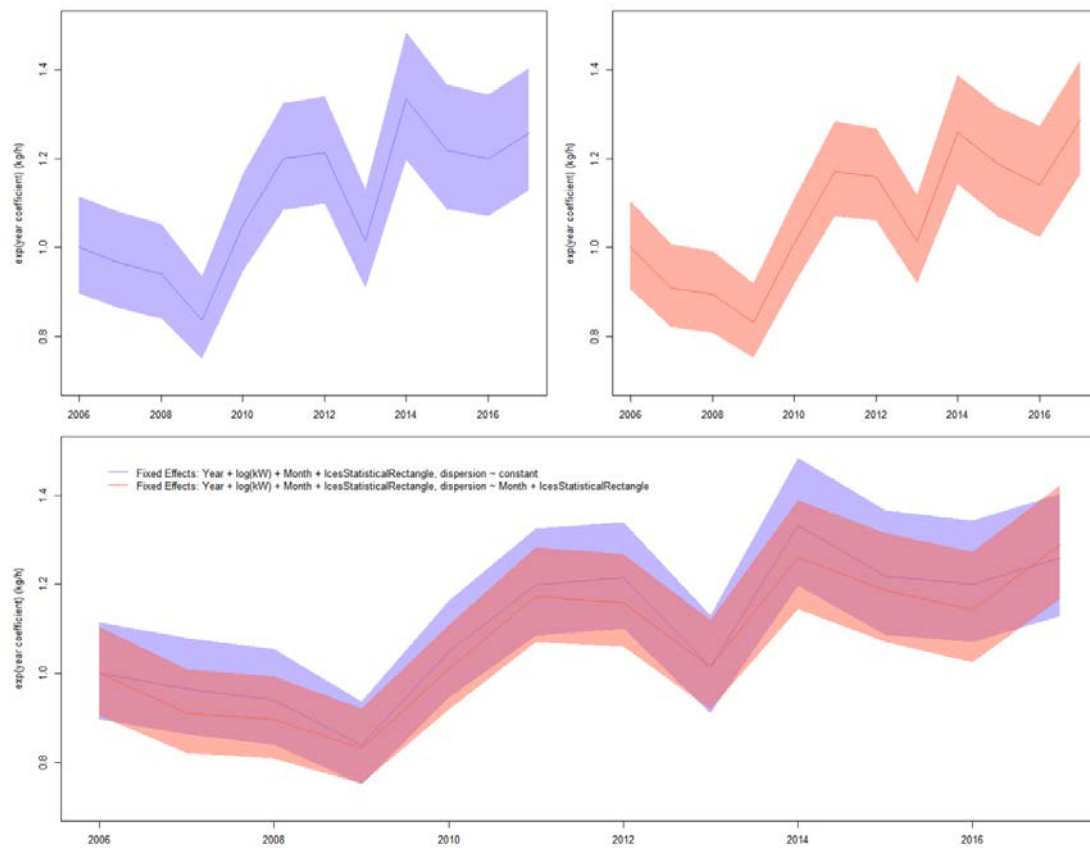 exp(year coefficient) (kg/h)
1.4
1.2
1.0
0.8
2006 2008 2010 2012 2014 2016
exp(year coefficient) (kg/h)
1.4
1.2
1.0
0.8
2006 2008 2010 2012 2014 2016
Fixed Effects: Year + log(kW) + Month + IcesStatisticalRectangle, dispersion ~ constant
Fixed Effects: Year + log(kW) + Month + IcesStatisticalRectangle, dispersion ~ Month + IcesStatisticalRectangle
exp(year coefficient) (kg/h)
1.4
1.2
1.0
0.8
2006 2008 2010 2012 2014 2016